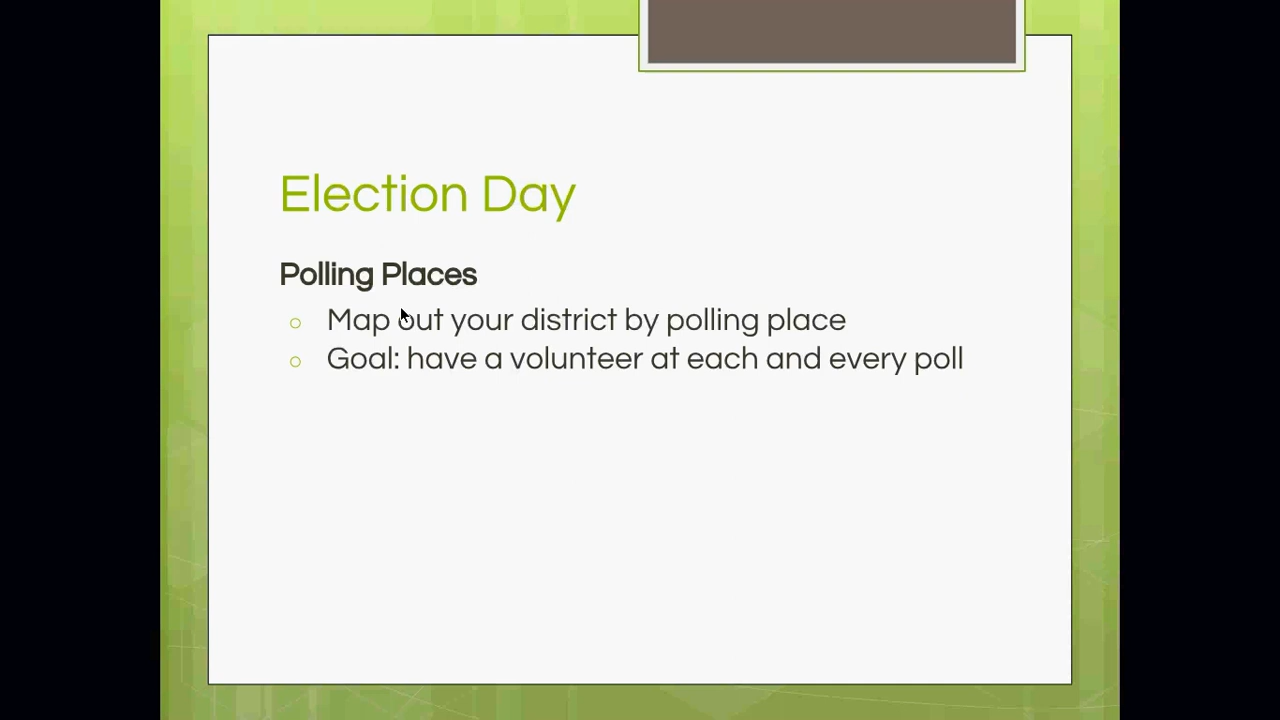 Election Day
Polling Places
Map out your district by polling place
Goal: have a volunteer at each and every poll